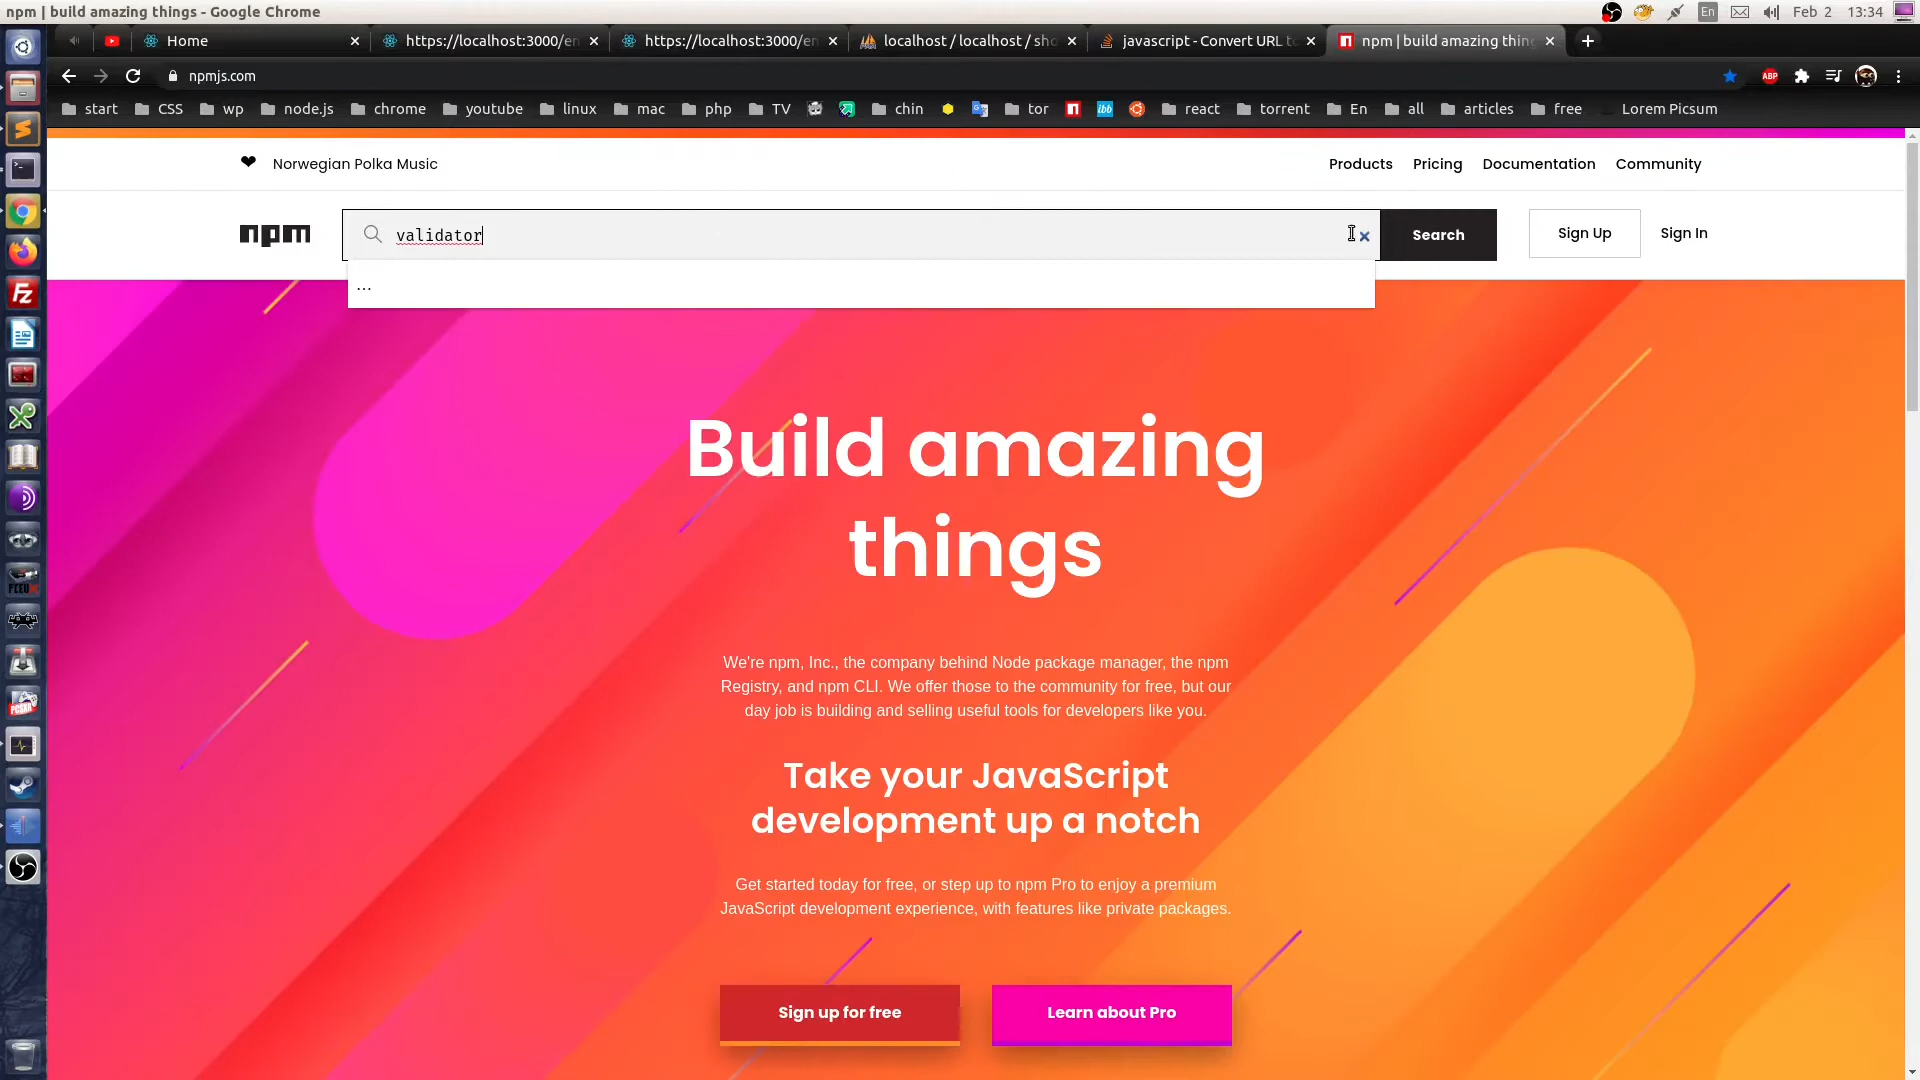 npm | build amazing things - Google Chrome
En
Feb 2
13:34
Home
https://localhost:3000/en
https://localhost:3000/en
localhost / localhost / sho
javascript - Convert URL to
npm | build amazing thin
npmjs.com
ABP
start
CSS
wp
node.js
chrome
youtube
linux
mac
php
TV
chin
tor
ibb
react
torrent
En
all
articles
free
Lorem Picsum
❤ Norwegian Polka Music
Products
Pricing
Documentation
Community
npm
validator
Search
Sign Up
Sign In
...
Build amazing
things
We're npm, Inc., the company behind Node package manager, the npm
Registry, and npm CLI. We offer those to the community for free, but our
day job is building and selling useful tools for developers like you.
Take your JavaScript
development up a notch
Get started today for free, or step up to npm Pro to enjoy a premium
JavaScript development experience, with features like private packages.
Sign up for free
Learn about Pro